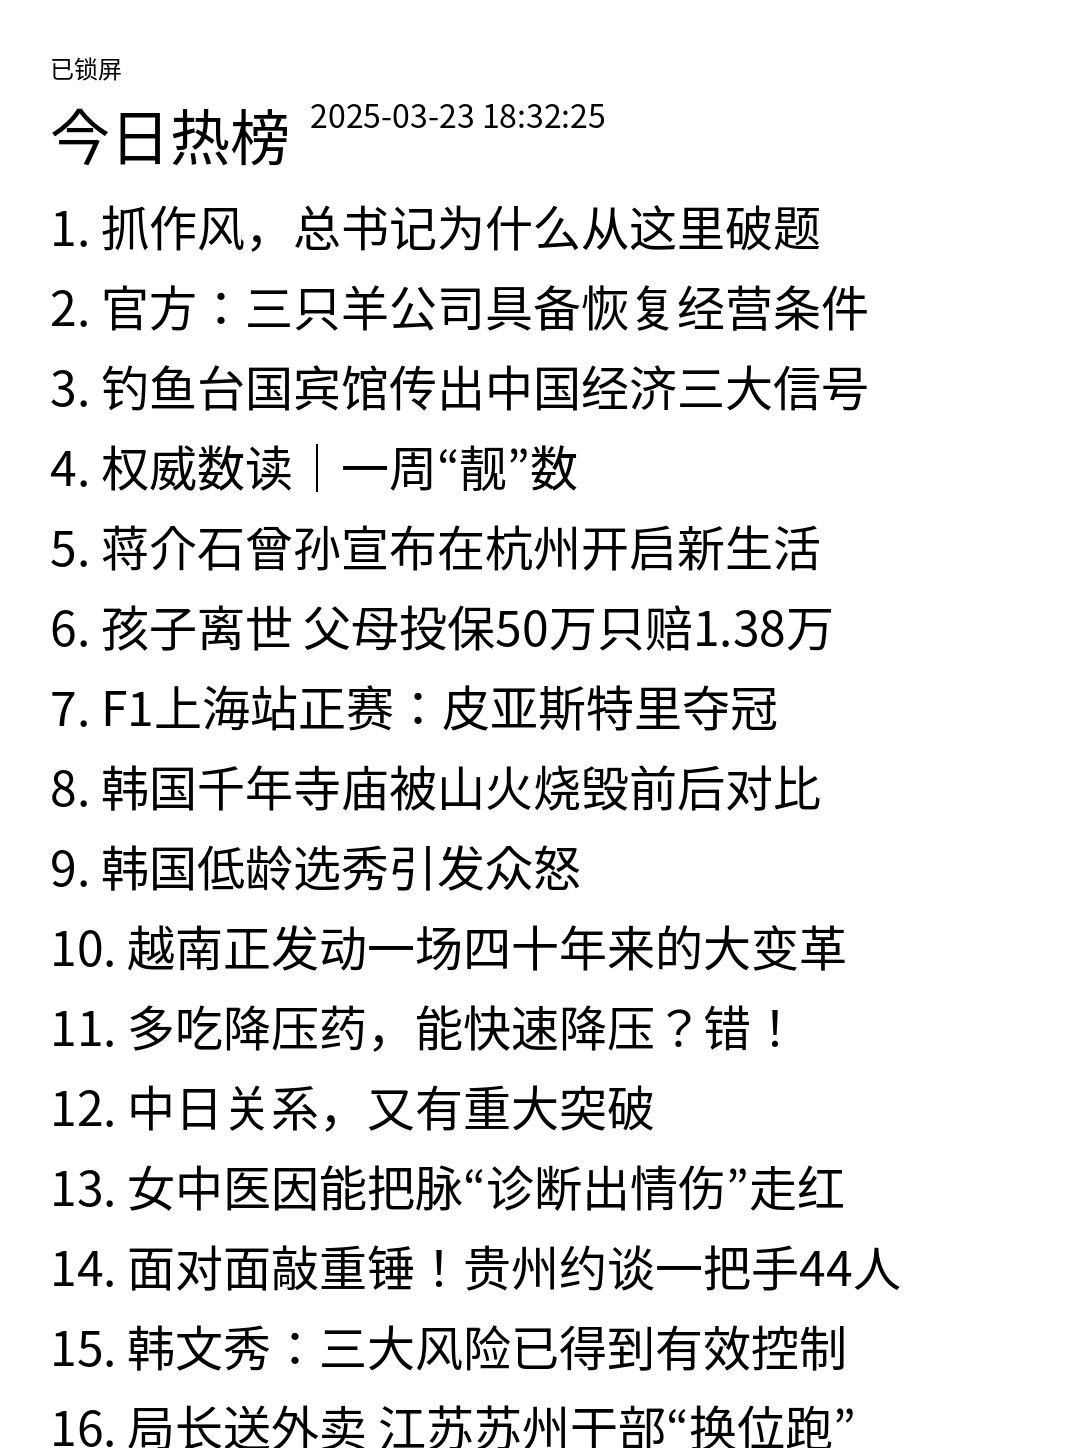 已锁屏
今日热榜 2025-03-23 18:32:25
1. 抓作风，总书记为什么从这里破题
2. 官方：三只羊公司具备恢复经营条件
3. 钓鱼台国宾馆传出中国经济三大信号
4. 权威数读｜一周“靓”数
5. 蒋介石曾孙宣布在杭州开启新生活
6. 孩子离世 父母投保50万只赔1.38万
7. F1上海站正赛：皮亚斯特里夺冠
8. 韩国千年寺庙被山火烧毁前后对比
9. 韩国低龄选秀引发众怒
10. 越南正发动一场四十年来的大变革
11. 多吃降压药，能快速降压？错！
12. 中日关系，又有重大突破
13. 女中医因能把脉“诊断出情伤”走红
14. 面对面敲重锤！贵州约谈一把手44人
15. 韩文秀：三大风险已得到有效控制
16. 局长送外卖 江苏苏州干部“换位跑”